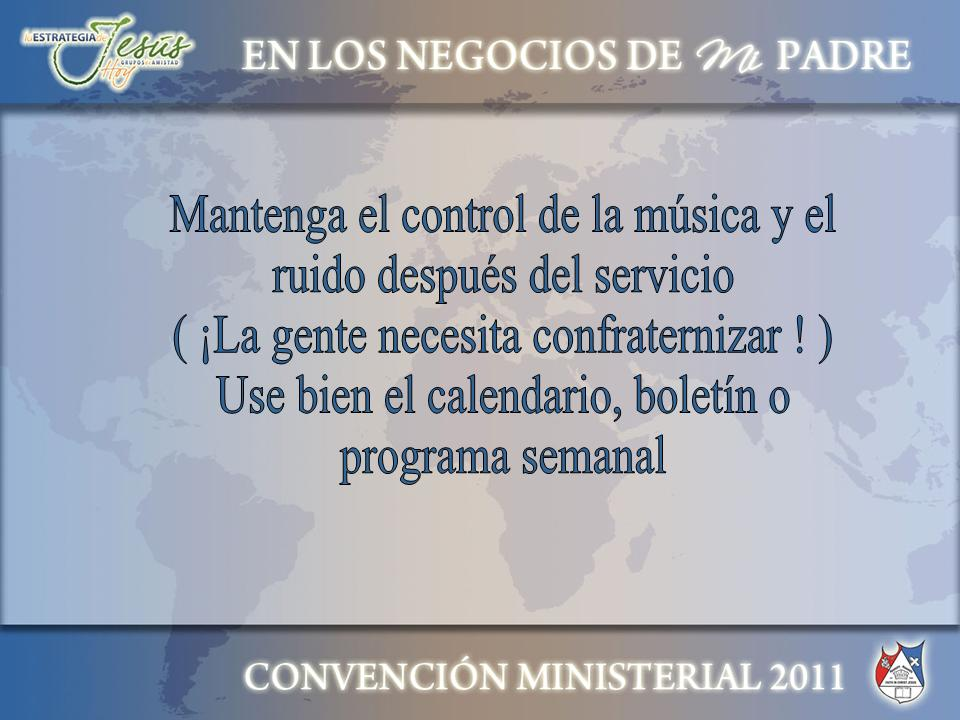 la ESTRATEGIA de
Jesús
GRUPOS DE AMISTAD
Hoy
EN LOS NEGOCIOS DE Mi PADRE
Mantenga el control de la música y el
ruido después del servicio
( ¡La gente necesita confraternizar ! )
Use bien el calendario, boletín o
programa semanal
CONVENCIÓN MINISTERIAL 2011